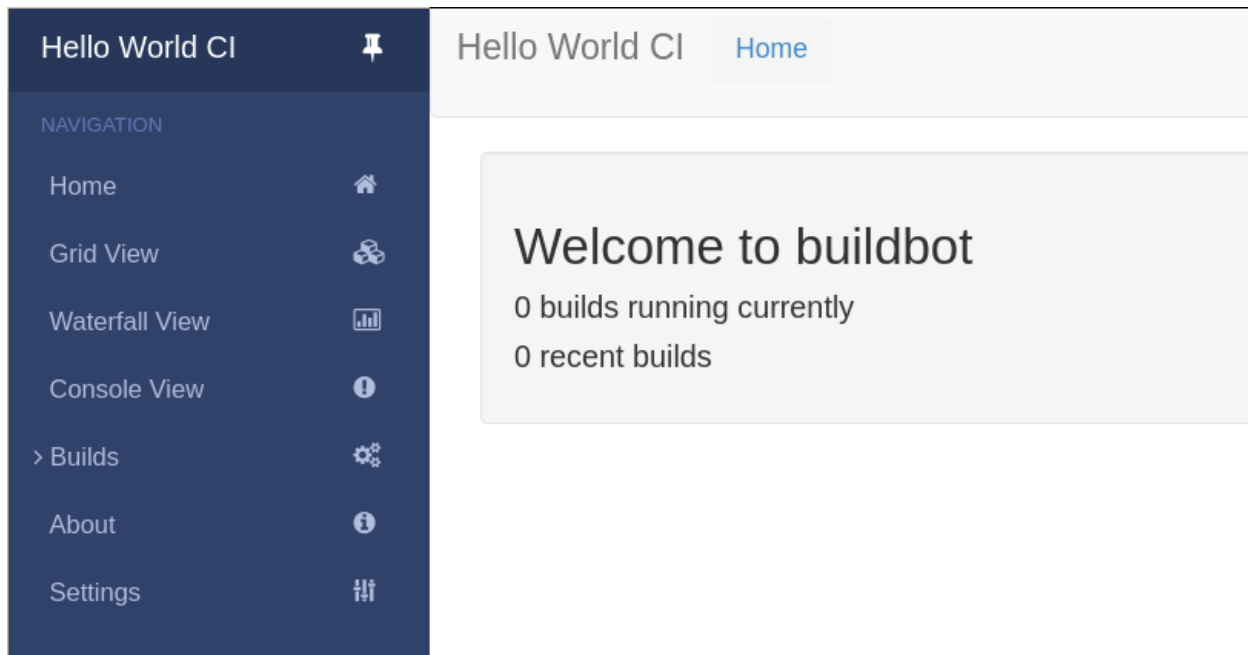 Hello World CI
NAVIGATION
Home
Grid View
Waterfall View
Console View
Builds
About
Settings
Hello World CI Home
Welcome to buildbot
0 builds running currently
0 recent builds